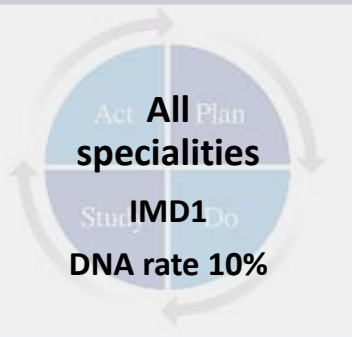 Act Plan
All
specialities
Study Do
IMD1
DNA rate 10%